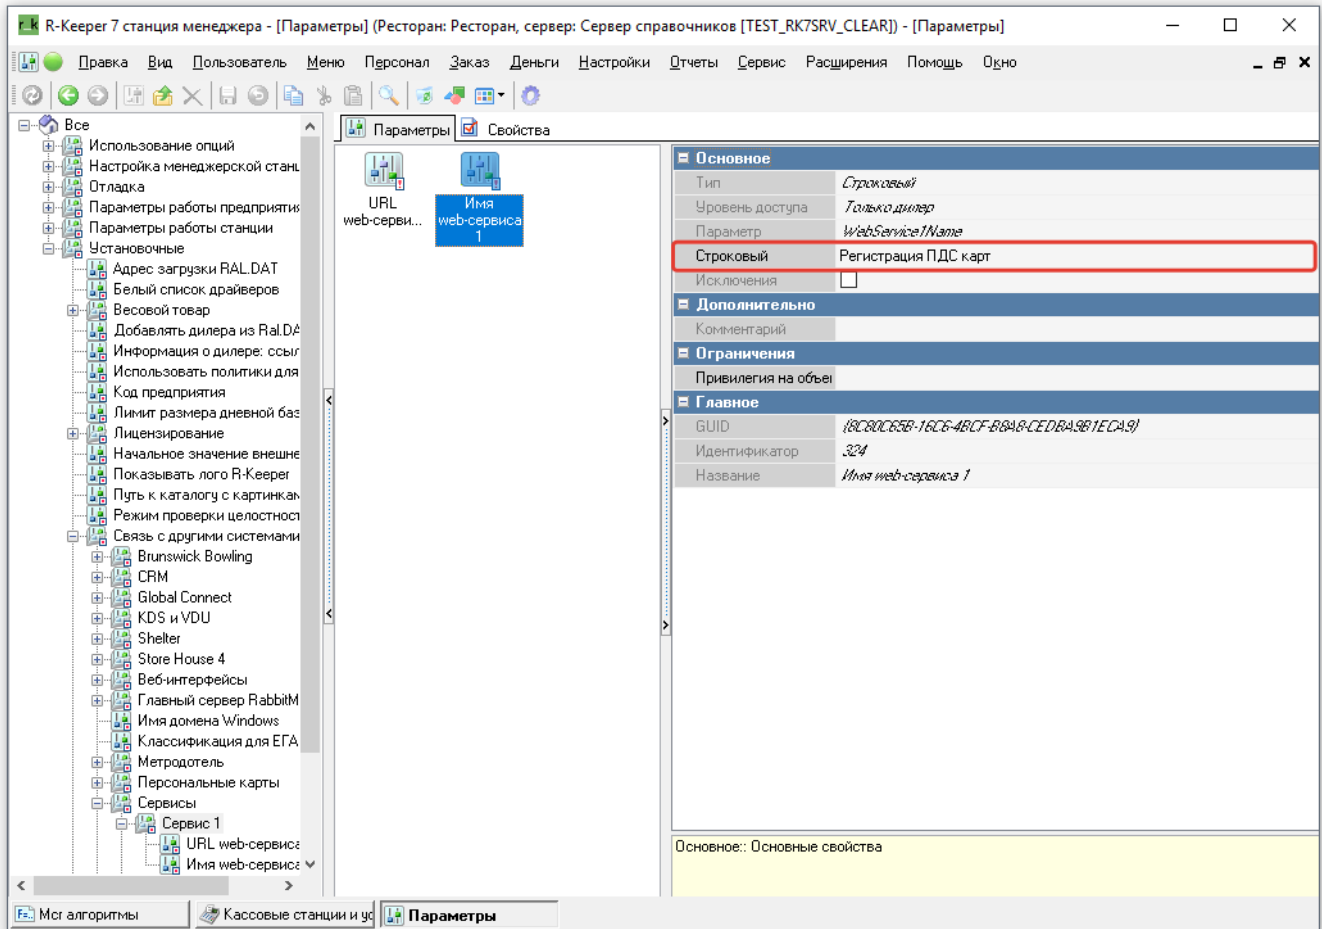 r_k R-Keeper 7 станция менеджера - [Параметры] (Ресторан: Ресторан, сервер: Сервер справочников [TEST_RK7SRV_CLEAR]) - [Параметры]
Правка Вид Пользователь Меню Персонал Заказ Деньги Настройки Отчеты Сервис Расширения Помощь Окно
Все
Использование опций
Настройка менеджерской станц
Отладка
Параметры работы предприятия
Параметры работы станции
Установочные
Адрес загрузки RAL.DAT
Белый список драйверов
Весовой товар
Добавлять дилера из Ral.DA
Информация о дилере: ссыл
Использовать политики для
Код предприятия
Лимит размера дневной баз
Лицензирование
Начальное значение внешне
Показывать лого R-Keeper
Путь к каталогу с картинкам
Режим проверки целостност
Связь с другими системами
Brunswick Bowling
CRM
Global Connect
KDS и VDU
Shelter
Store House 4
Веб-интерфейсы
Главный сервер RabbitM
Имя домена Windows
Классификация для ЕГА
Метродотель
Персональные карты
Сервисы
Сервис 1
URL web-сервиса
Имя web-сервиса
Параметры Свойства
URL
web-серви...
Имя
web-сервиса
1
Основное
Тип Строковый
Уровень доступа Только дилер
Параметр WebService1Name
Строковый Регистрация ПДС карт
Исключения
Дополнительно
Комментарий
Ограничения
Привилегия на объе
Главное
GUID {8C80C65B-16C6-4BCF-B8A8-CEDBA9B1ECA9}
Идентификатор 324
Название Имя web-сервиса 1
Основное:: Основные свойства
Мcr алгоритмы Кассовые станции и ус Параметры